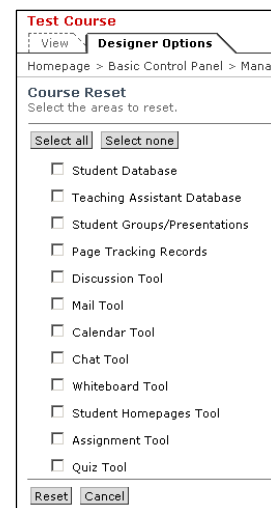 Test Course
View Designer Options
Homepage > Basic Control Panel > Mana
Course Reset
Select the areas to reset.
Select all Select none
Student Database
Teaching Assistant Database
Student Groups/Presentations
Page Tracking Records
Discussion Tool
Mail Tool
Calendar Tool
Chat Tool
Whiteboard Tool
Student Homepages Tool
Assignment Tool
Quiz Tool
Reset Cancel